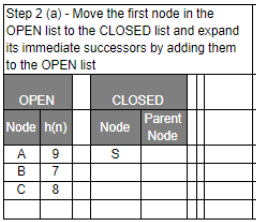 Step 2 (a) - Move the first node in the
OPEN list to the CLOSED list and expand
its immediate successors by adding them
to the OPEN list
OPEN CLOSED
Node h(n) Node Parent Node
A 9 S
B 7
C 8